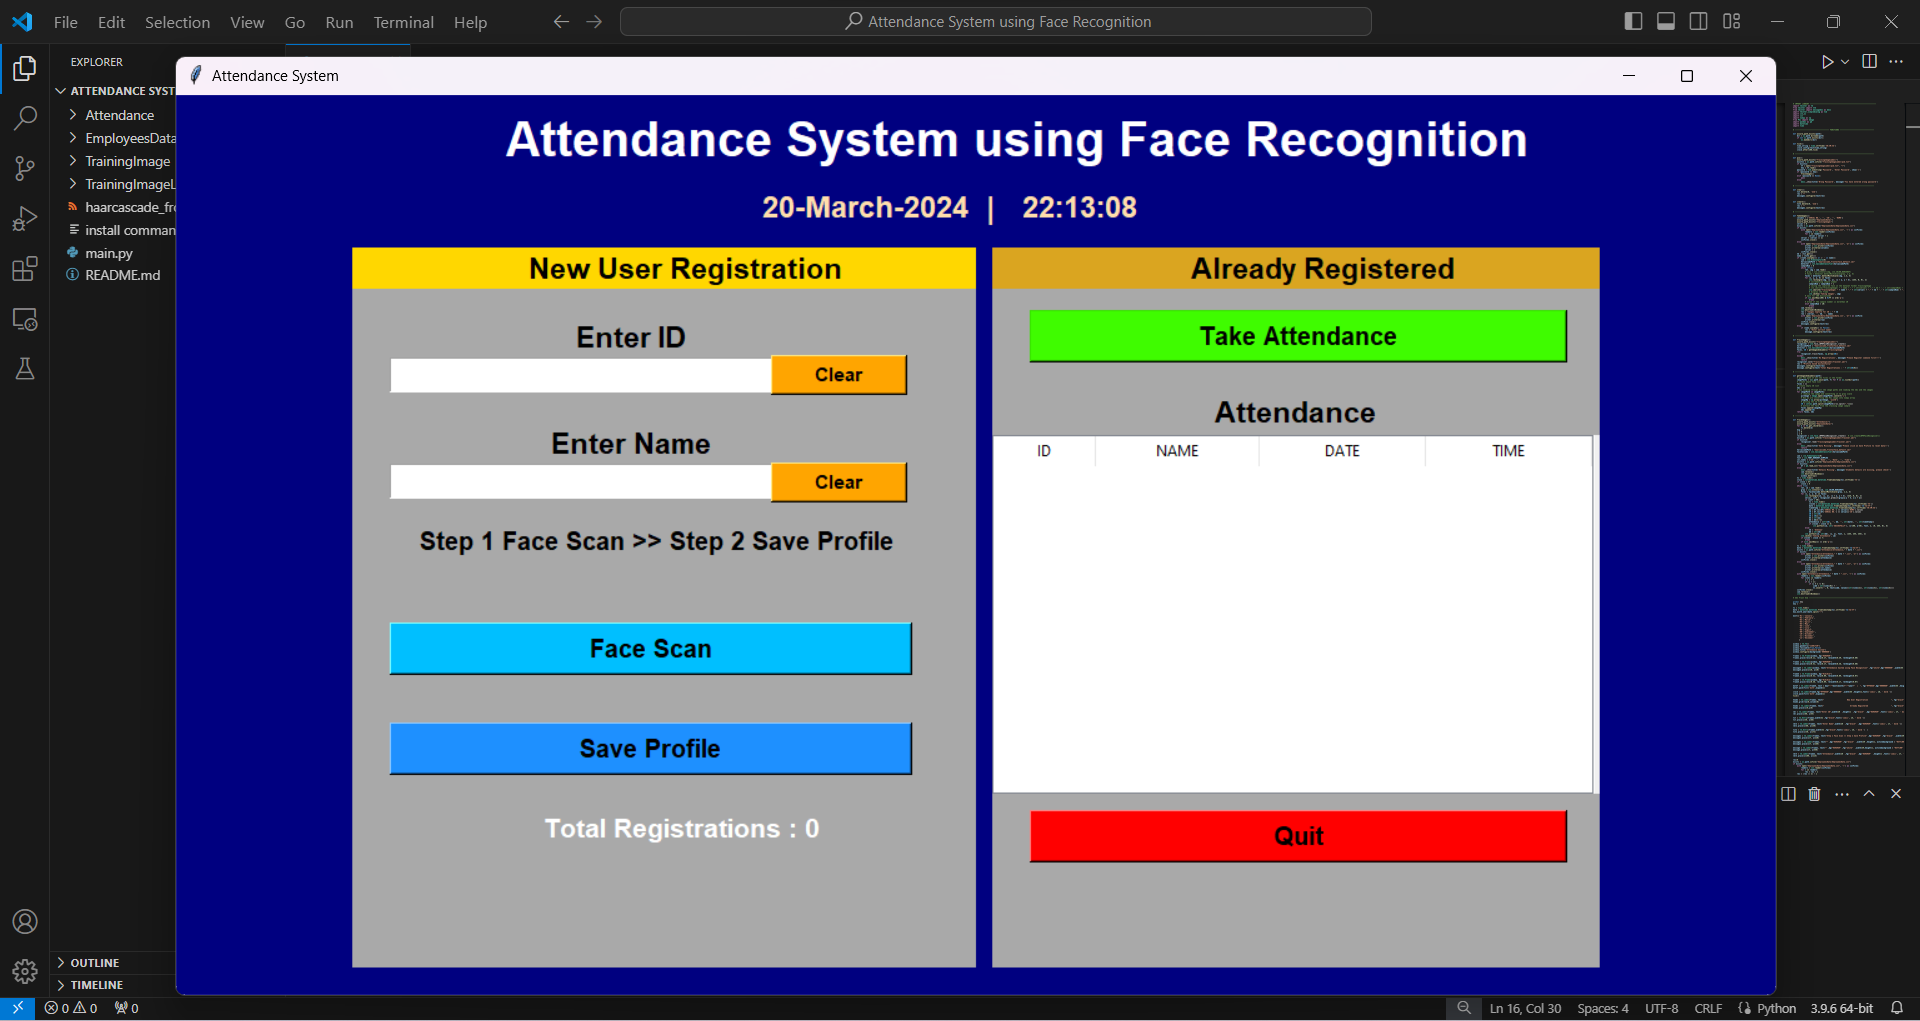 File Edit Selection View Go Run Terminal Help
Attendance System using Face Recognition
EXPLORER
ATTENDANCE SYST
Attendance
EmployeesData
TrainingImage
TrainingImageL
haarcascade_fro
install comman
main.py
README.md
OUTLINE
TIMELINE
Attendance System
Attendance System using Face Recognition
20-March-2024 | 22:13:08
New User Registration
Enter ID
Clear
Enter Name
Clear
Step 1 Face Scan >> Step 2 Save Profile
Face Scan
Save Profile
Total Registrations : 0
Already Registered
Take Attendance
Attendance
ID NAME DATE TIME
Quit
0 0 0
Ln 16, Col 30 Spaces: 4 UTF-8 CRLF Python 3.9.6 64-bit